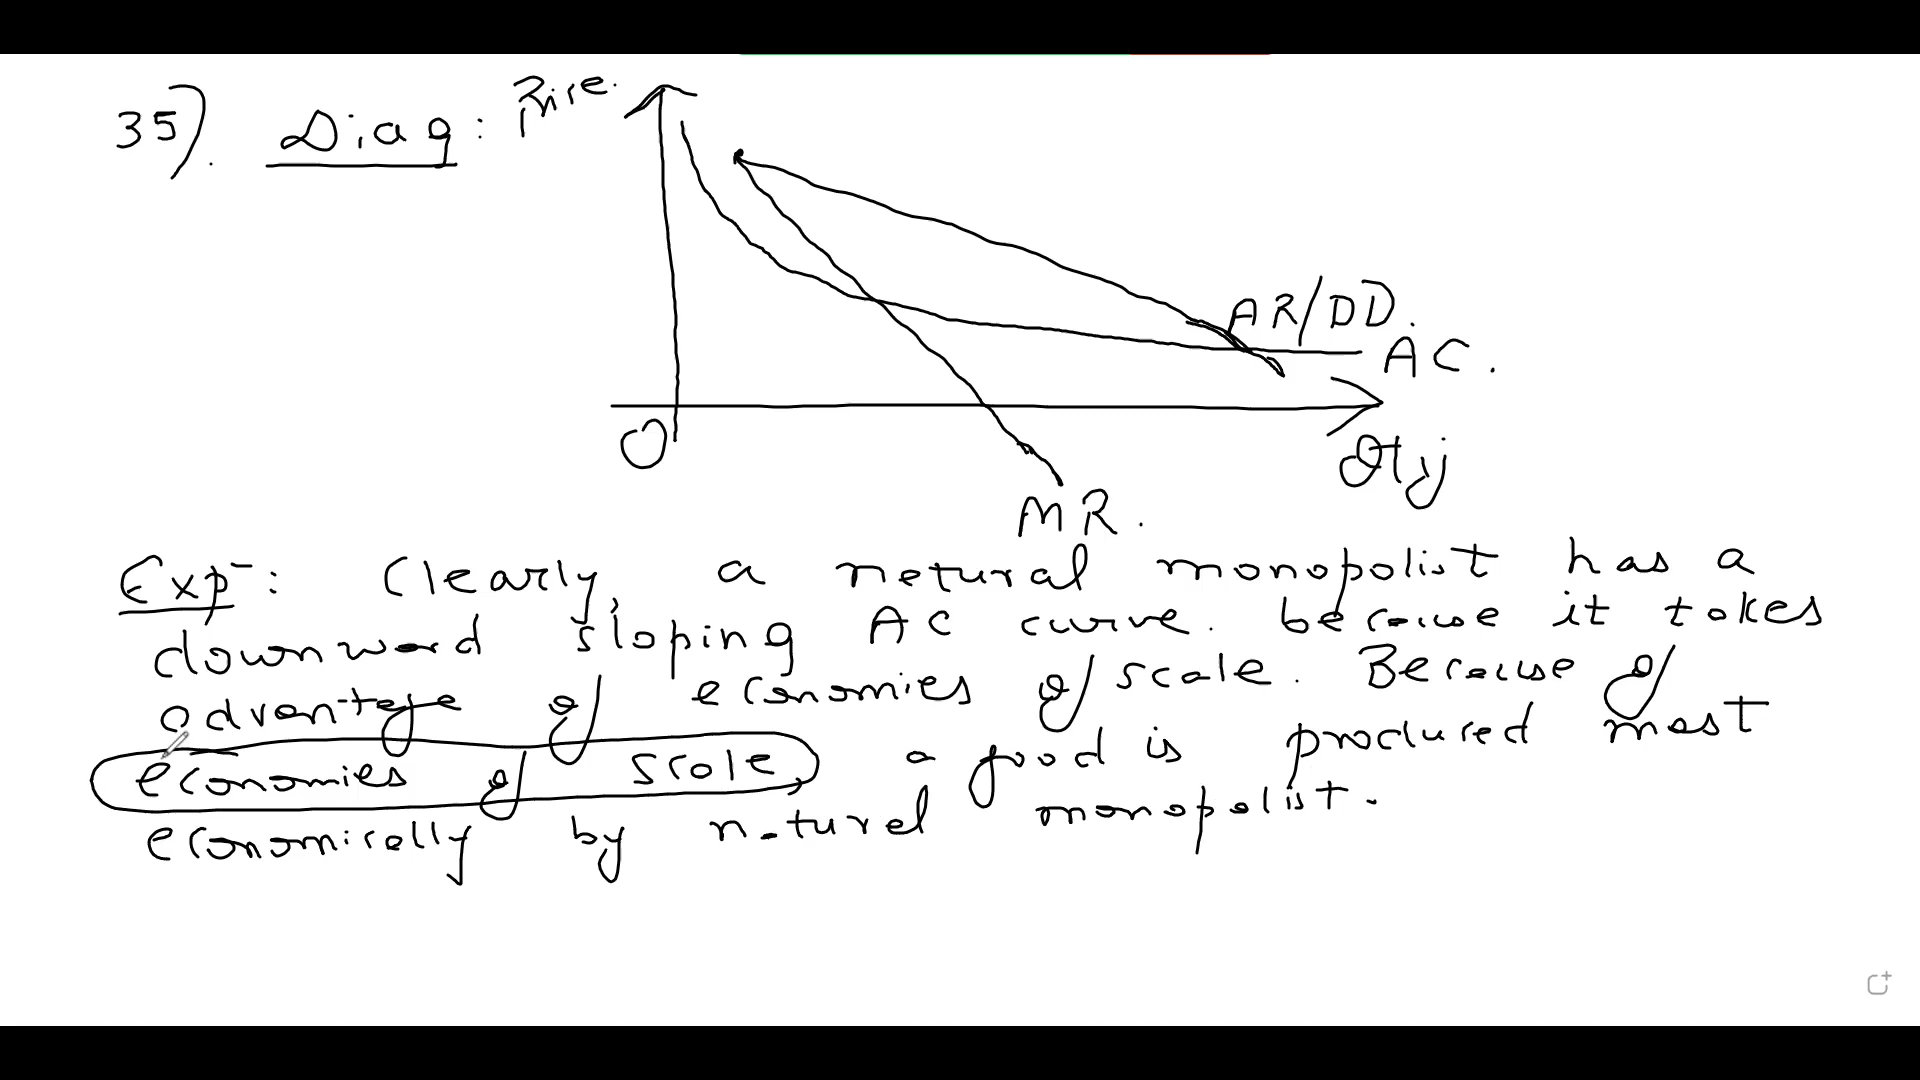 35). Diag: Price.
AR/DD.
AC.
O
Qty
MR.
Exp-: Clearly, a netural monopolist has a
downward sloping AC curve. because it takes
advantage of economies of scale. Because of
economies of scale, a good is produced most
economically by natural monopolist.